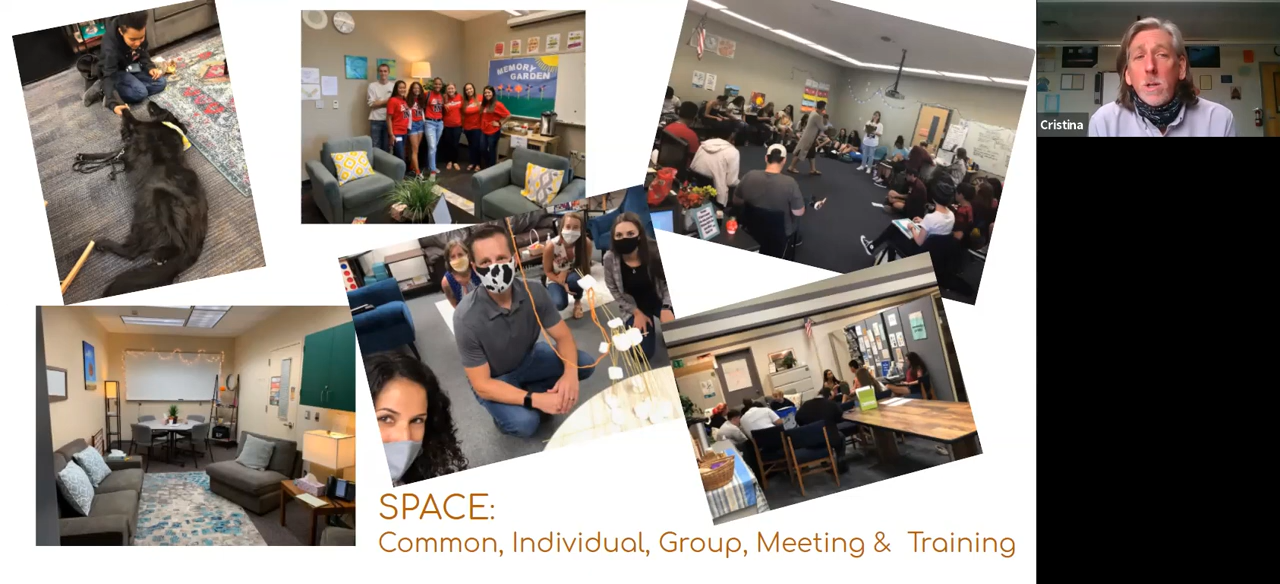 MEMORY
GARDEN
Cristina
SPACE:
Common, Individual, Group, Meeting & Training